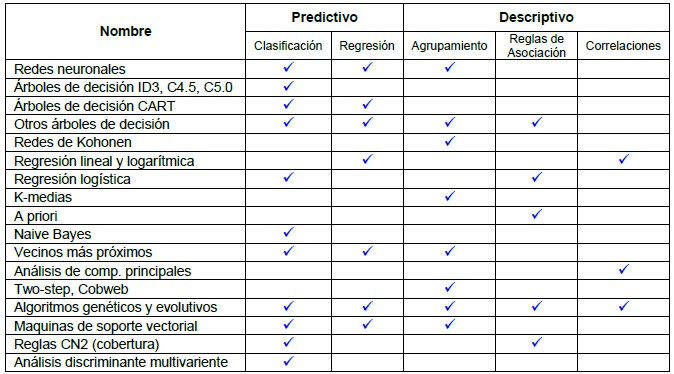 Nombre Predictivo Descriptivo
Clasificación Regresión Agrupamiento Reglas de Asociación Correlaciones
Redes neuronales ✓ ✓ ✓
Árboles de decisión ID3, C4.5, C5.0 ✓
Árboles de decisión CART ✓ ✓
Otros árboles de decisión ✓ ✓ ✓ ✓
Redes de Kohonen ✓
Regresión lineal y logarítmica ✓ ✓
Regresión logística ✓ ✓
K-medias ✓
A priori ✓
Naive Bayes ✓
Vecinos más próximos ✓ ✓ ✓
Análisis de comp. principales ✓
Two-step, Cobweb ✓
Algoritmos genéticos y evolutivos ✓ ✓ ✓ ✓ ✓
Maquinas de soporte vectorial ✓ ✓ ✓
Reglas CN2 (cobertura) ✓ ✓
Análisis discriminante multivariente ✓